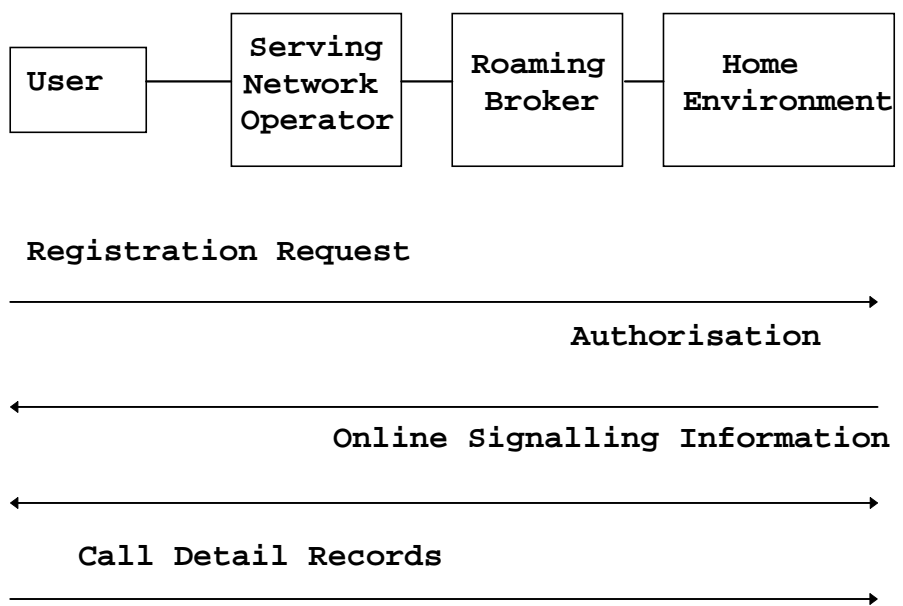 User
Serving
Network
Operator
Roaming
Broker
Home
Environment
Registration Request
Authorisation
Online Signalling Information
Call Detail Records